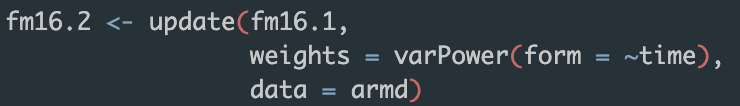 fm16.2 <- update(fm16.1,
                 weights = varPower(form = ~time),
                 data = armd)